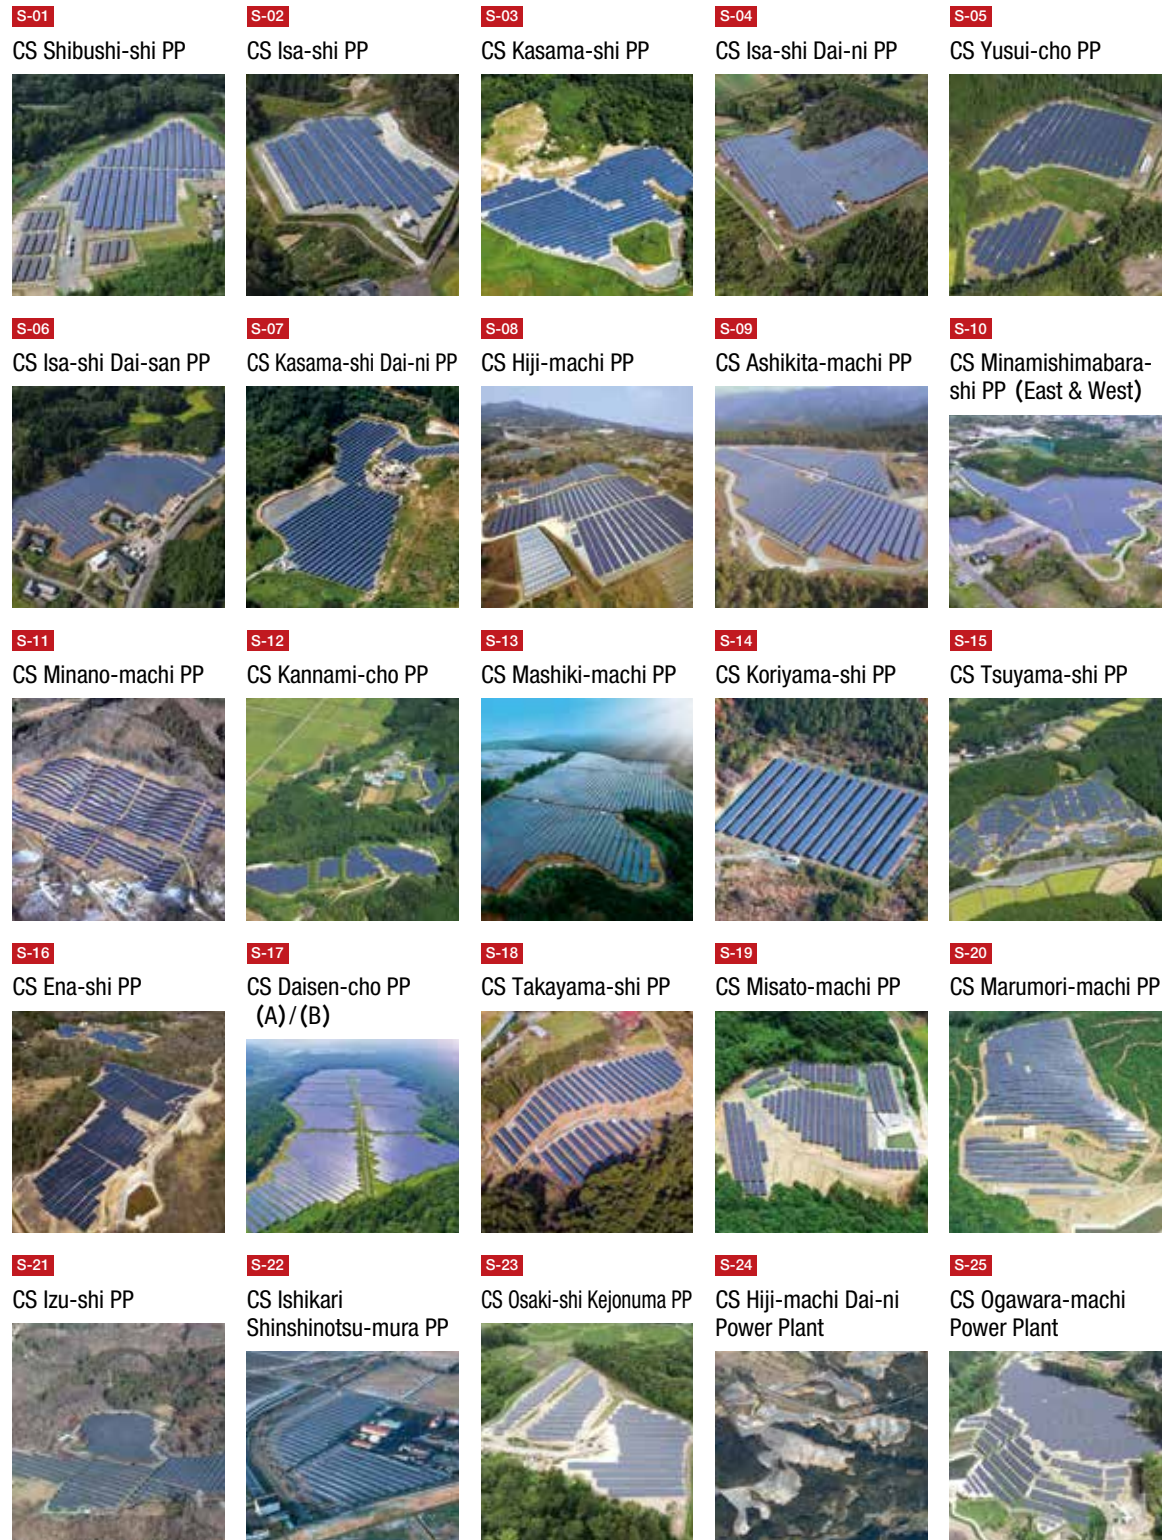 S-01
CS Shibushi-shi PP
S-02
CS Isa-shi PP
S-03
CS Kasama-shi PP
S-04
CS Isa-shi Dai-ni PP
S-05
CS Yusui-cho PP
S-06
CS Isa-shi Dai-san PP
S-07
CS Kasama-shi Dai-ni PP
S-08
CS Hiji-machi PP
S-09
CS Ashikita-machi PP
S-10
CS Minamishimabara-
shi PP (East & West)
S-11
CS Minano-machi PP
S-12
CS Kannami-cho PP
S-13
CS Mashiki-machi PP
S-14
CS Koriyama-shi PP
S-15
CS Tsuyama-shi PP
S-16
CS Ena-shi PP
S-17
CS Daisen-cho PP
(A)/(B)
S-18
CS Takayama-shi PP
S-19
CS Misato-machi PP
S-20
CS Marumori-machi PP
S-21
CS Izu-shi PP
S-22
CS Ishikari
Shinshinotsu-mura PP
S-23
CS Osaki-shi Kejonuma PP
S-24
CS Hiji-machi Dai-ni
Power Plant
S-25
CS Ogawara-machi
Power Plant